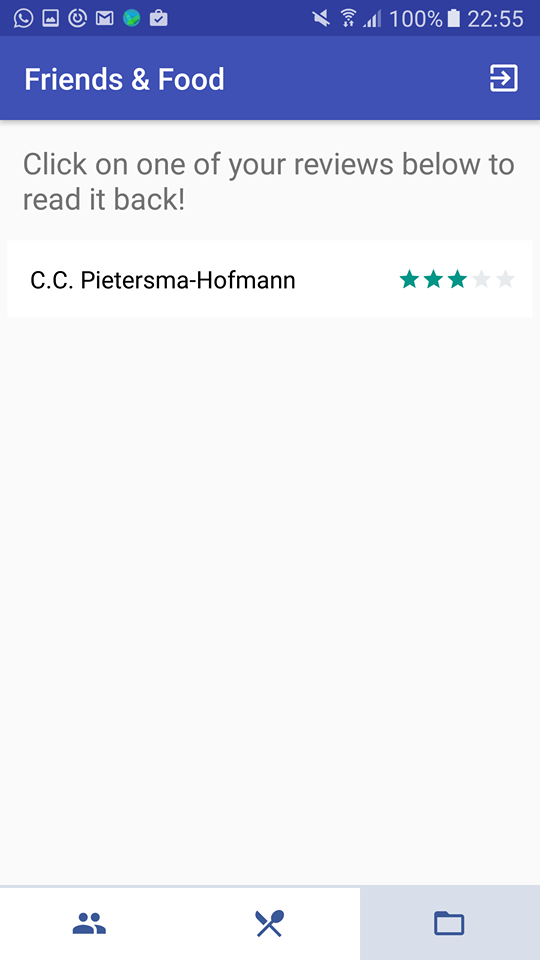 100% 22:55
Friends & Food
Click on one of your reviews below to
read it back!
C.C. Pietersma-Hofmann